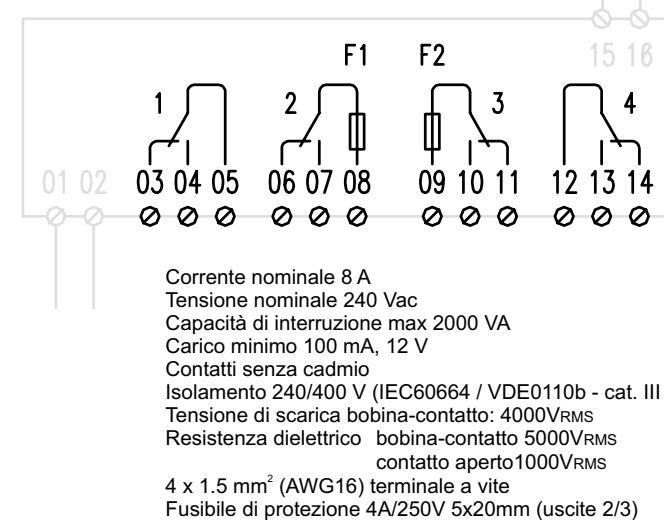 F1 F2 15 16
1 2 3 4
01 02 03 04 05 06 07 08 09 10 11 12 13 14
Corrente nominale 8 A
Tensione nominale 240 Vac
Capacità di interruzione max 2000 VA
Carico minimo 100 mA, 12 V
Contatti senza cadmio
Isolamento 240/400 V (IEC60664 / VDE0110b - cat. III
Tensione di scarica bobina-contatto: 4000VRMS
Resistenza dielettrico bobina-contatto 5000VRMS
contatto aperto1000VRMS
4 x 1.5 mm² (AWG16) terminale a vite
Fusibile di protezione 4A/250V 5x20mm (uscite 2/3)